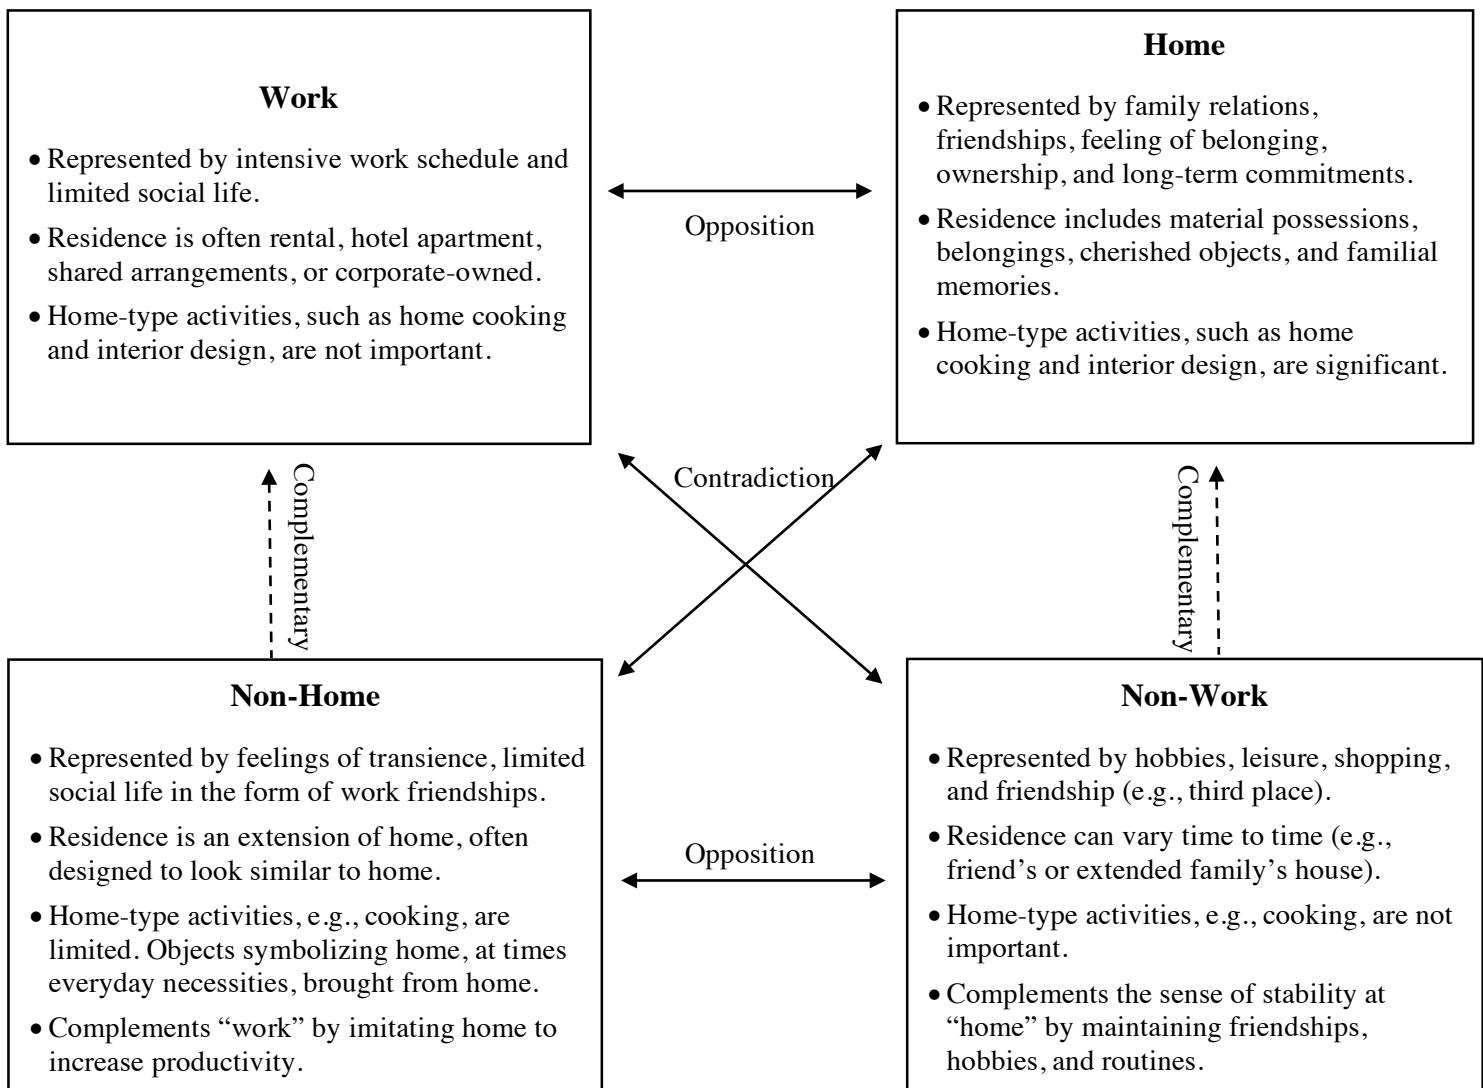 Work
• Represented by intensive work schedule and
limited social life.
• Residence is often rental, hotel apartment,
shared arrangements, or corporate-owned.
• Home-type activities, such as home cooking
and interior design, are not important.
Opposition
Home
• Represented by family relations,
friendships, feeling of belonging,
ownership, and long-term commitments.
• Residence includes material possessions,
belongings, cherished objects, and familial
memories.
• Home-type activities, such as home
cooking and interior design, are significant.
Complementary
Contradiction
Complementary
Non-Home
• Represented by feelings of transience, limited
social life in the form of work friendships.
• Residence is an extension of home, often
designed to look similar to home.
• Home-type activities, e.g., cooking, are
limited. Objects symbolizing home, at times
everyday necessities, brought from home.
• Complements “work” by imitating home to
increase productivity.
Opposition
Non-Work
• Represented by hobbies, leisure, shopping,
and friendship (e.g., third place).
• Residence can vary time to time (e.g.,
friend’s or extended family’s house).
• Home-type activities, e.g., cooking, are not
important.
• Complements the sense of stability at
“home” by maintaining friendships,
hobbies, and routines.